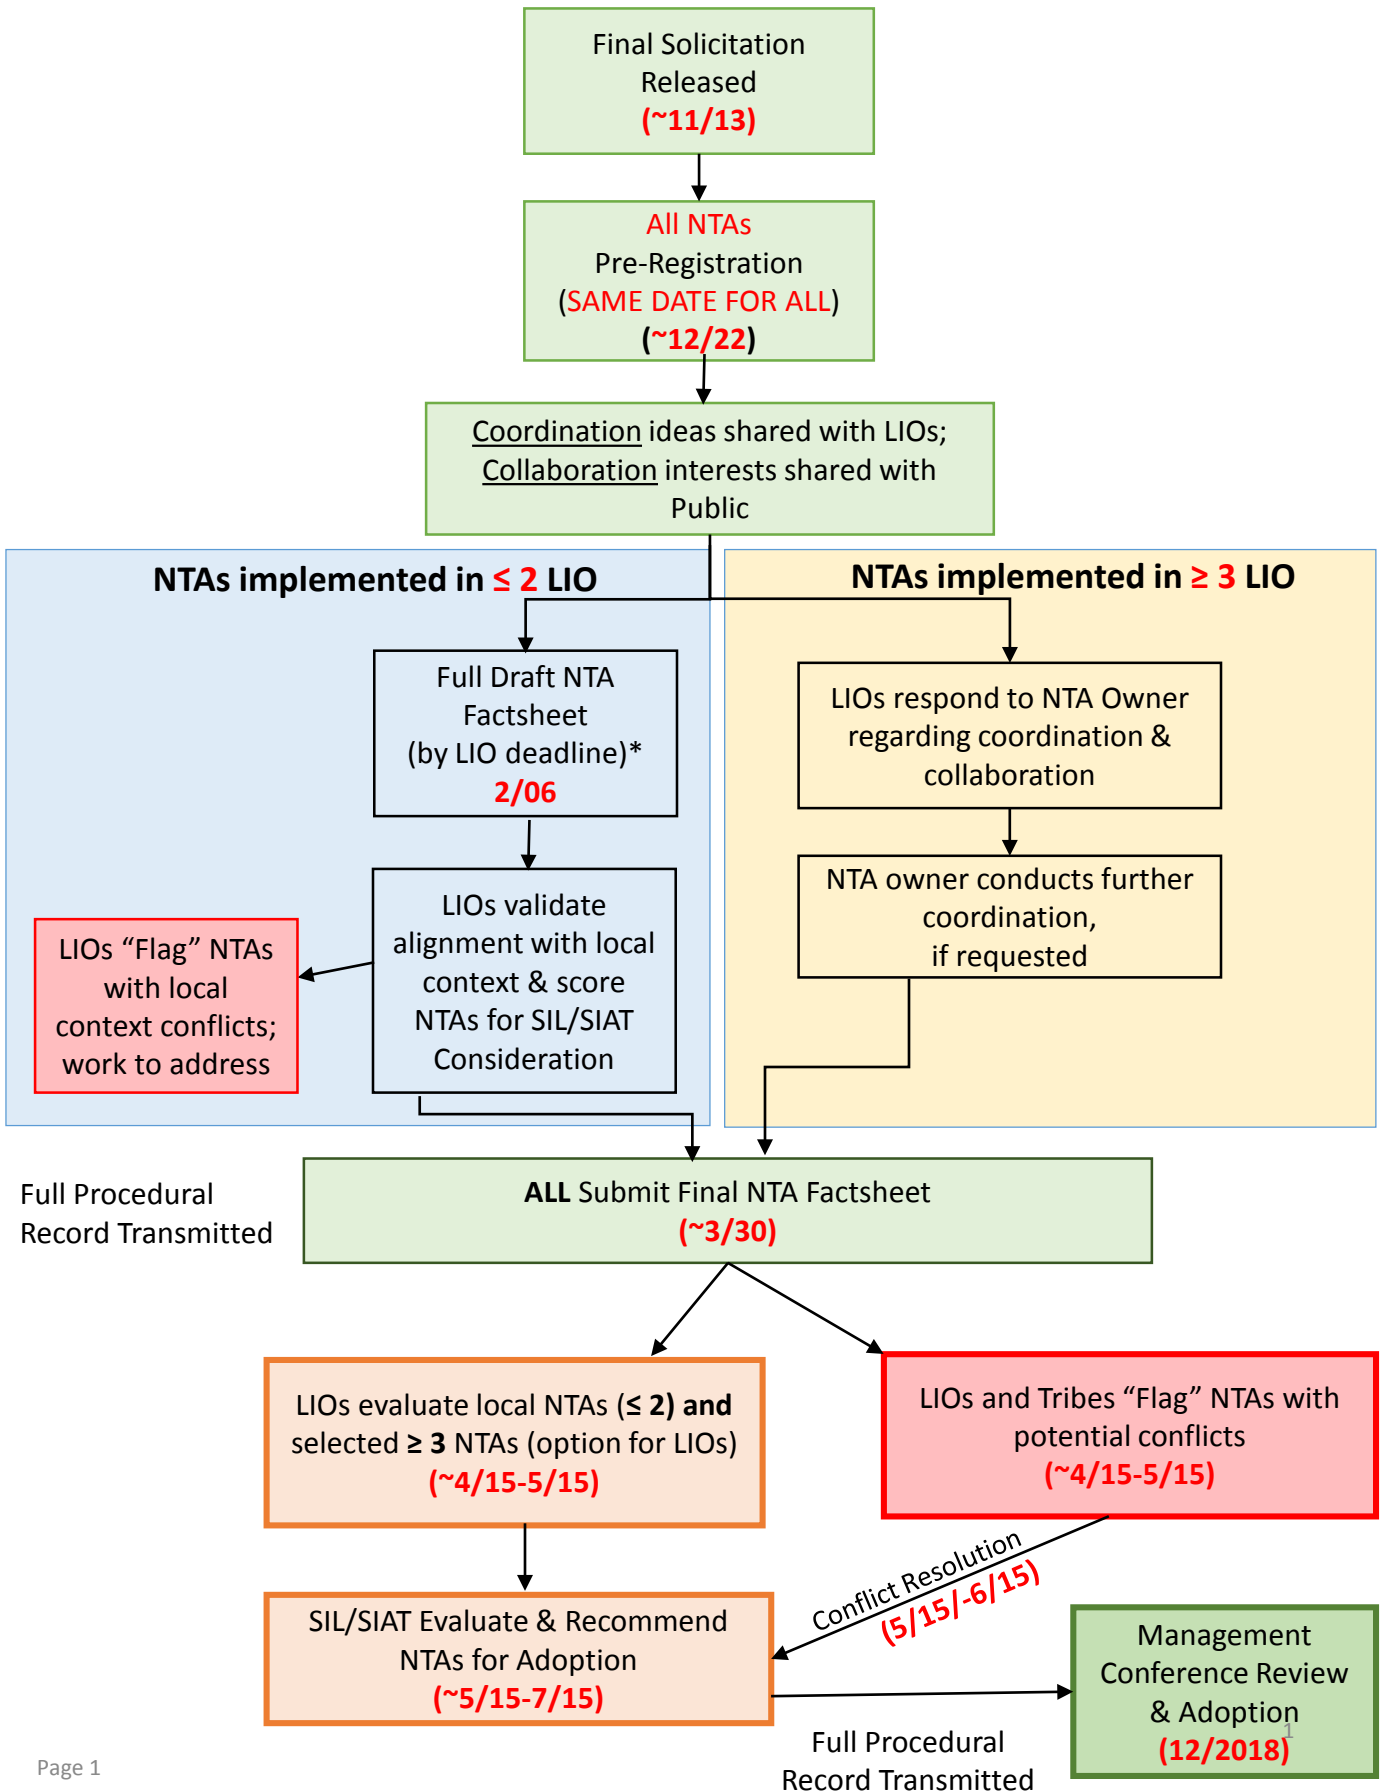 Final Solicitation
Released
(~11/13)
All NTAs
Pre-Registration
(SAME DATE FOR ALL)
(~12/22)
Coordination ideas shared with LIOs;
Collaboration interests shared with
Public
NTAs implemented in ≤ 2 LIO
Full Draft NTA
Factsheet
(by LIO deadline)*
2/06
LIOs validate
alignment with local
context & score
NTAs for SIL/SIAT
Consideration
LIOs “Flag” NTAs
with local
context conflicts;
work to address
NTAs implemented in ≥ 3 LIO
LIOs respond to NTA Owner
regarding coordination &
collaboration
NTA owner conducts further
coordination,
if requested
Full Procedural
Record Transmitted
ALL Submit Final NTA Factsheet
(~3/30)
LIOs evaluate local NTAs (≤ 2) and
selected ≥ 3 NTAs (option for LIOs)
(~4/15-5/15)
LIOs and Tribes “Flag” NTAs with
potential conflicts
(~4/15-5/15)
Conflict Resolution
(5/15/-6/15)
SIL/SIAT Evaluate & Recommend
NTAs for Adoption
(~5/15-7/15)
Management
Conference Review
& Adoption
(12/2018)
1
Full Procedural
Record Transmitted
Page 1